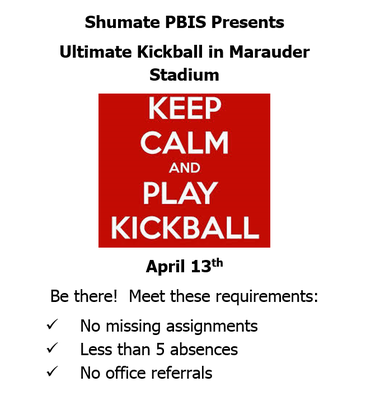 Shumate PBIS Presents
Ultimate Kickball in Marauder
Stadium
KEEP
CALM
AND
PLAY
KICKBALL
April 13th
Be there!  Meet these requirements:
✓ No missing assignments
✓ Less than 5 absences
✓ No office referrals